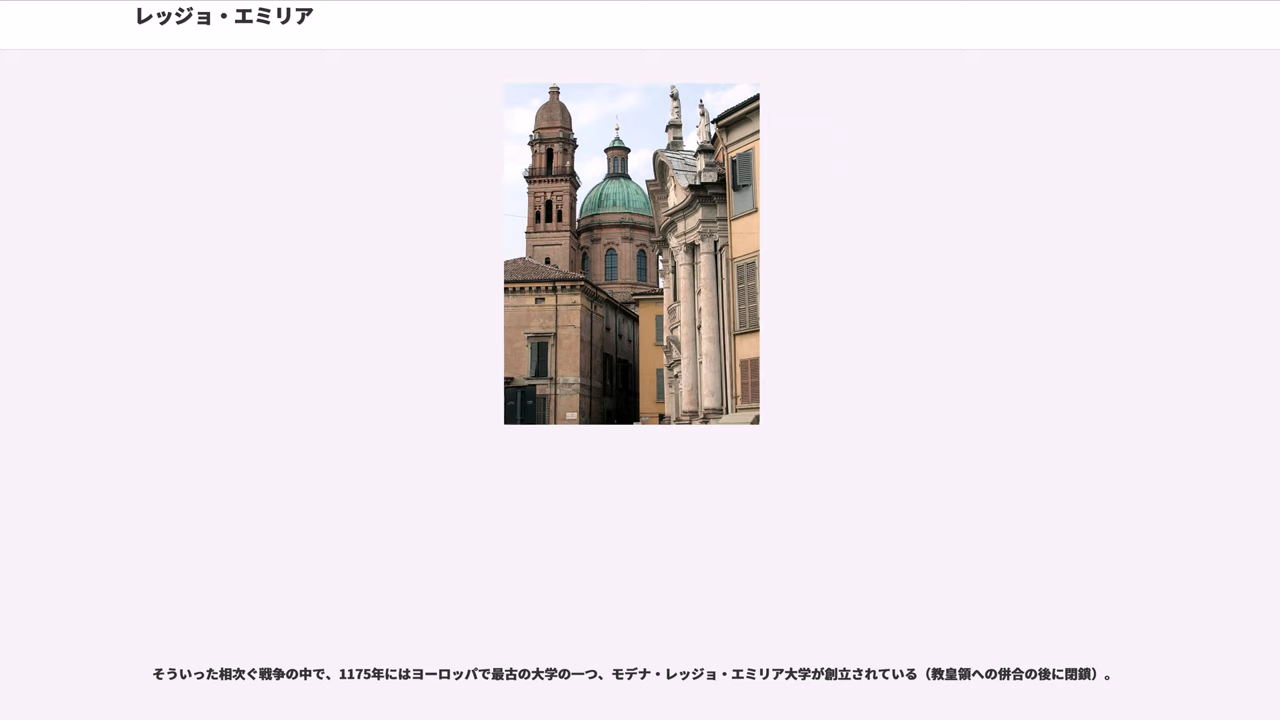 レッジョ・エミリア
そういった相次ぐ戦争の中で、1175年にはヨーロッパで最古の大学の一つ、モデナ・レッジョ・エミリア大学が創立されている（教皇領への併合の後に閉鎖）。